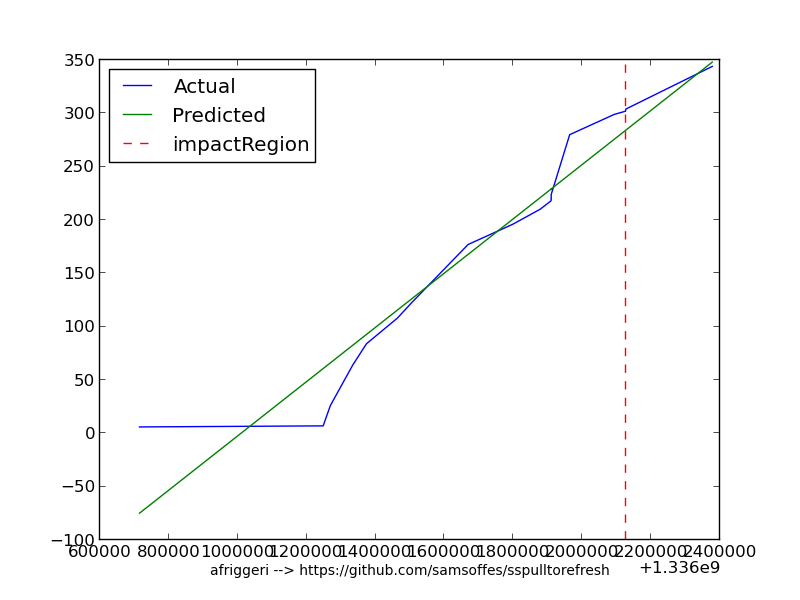 350
300
250
200
150
100
50
0
−50
−100
Actual
Predicted
impactRegion
600000 800000 1000000 1200000 1400000 1600000 1800000 2000000 2200000 2400000
+1.336e9
afriggeri --> https://github.com/samsoffes/sspulltorefresh